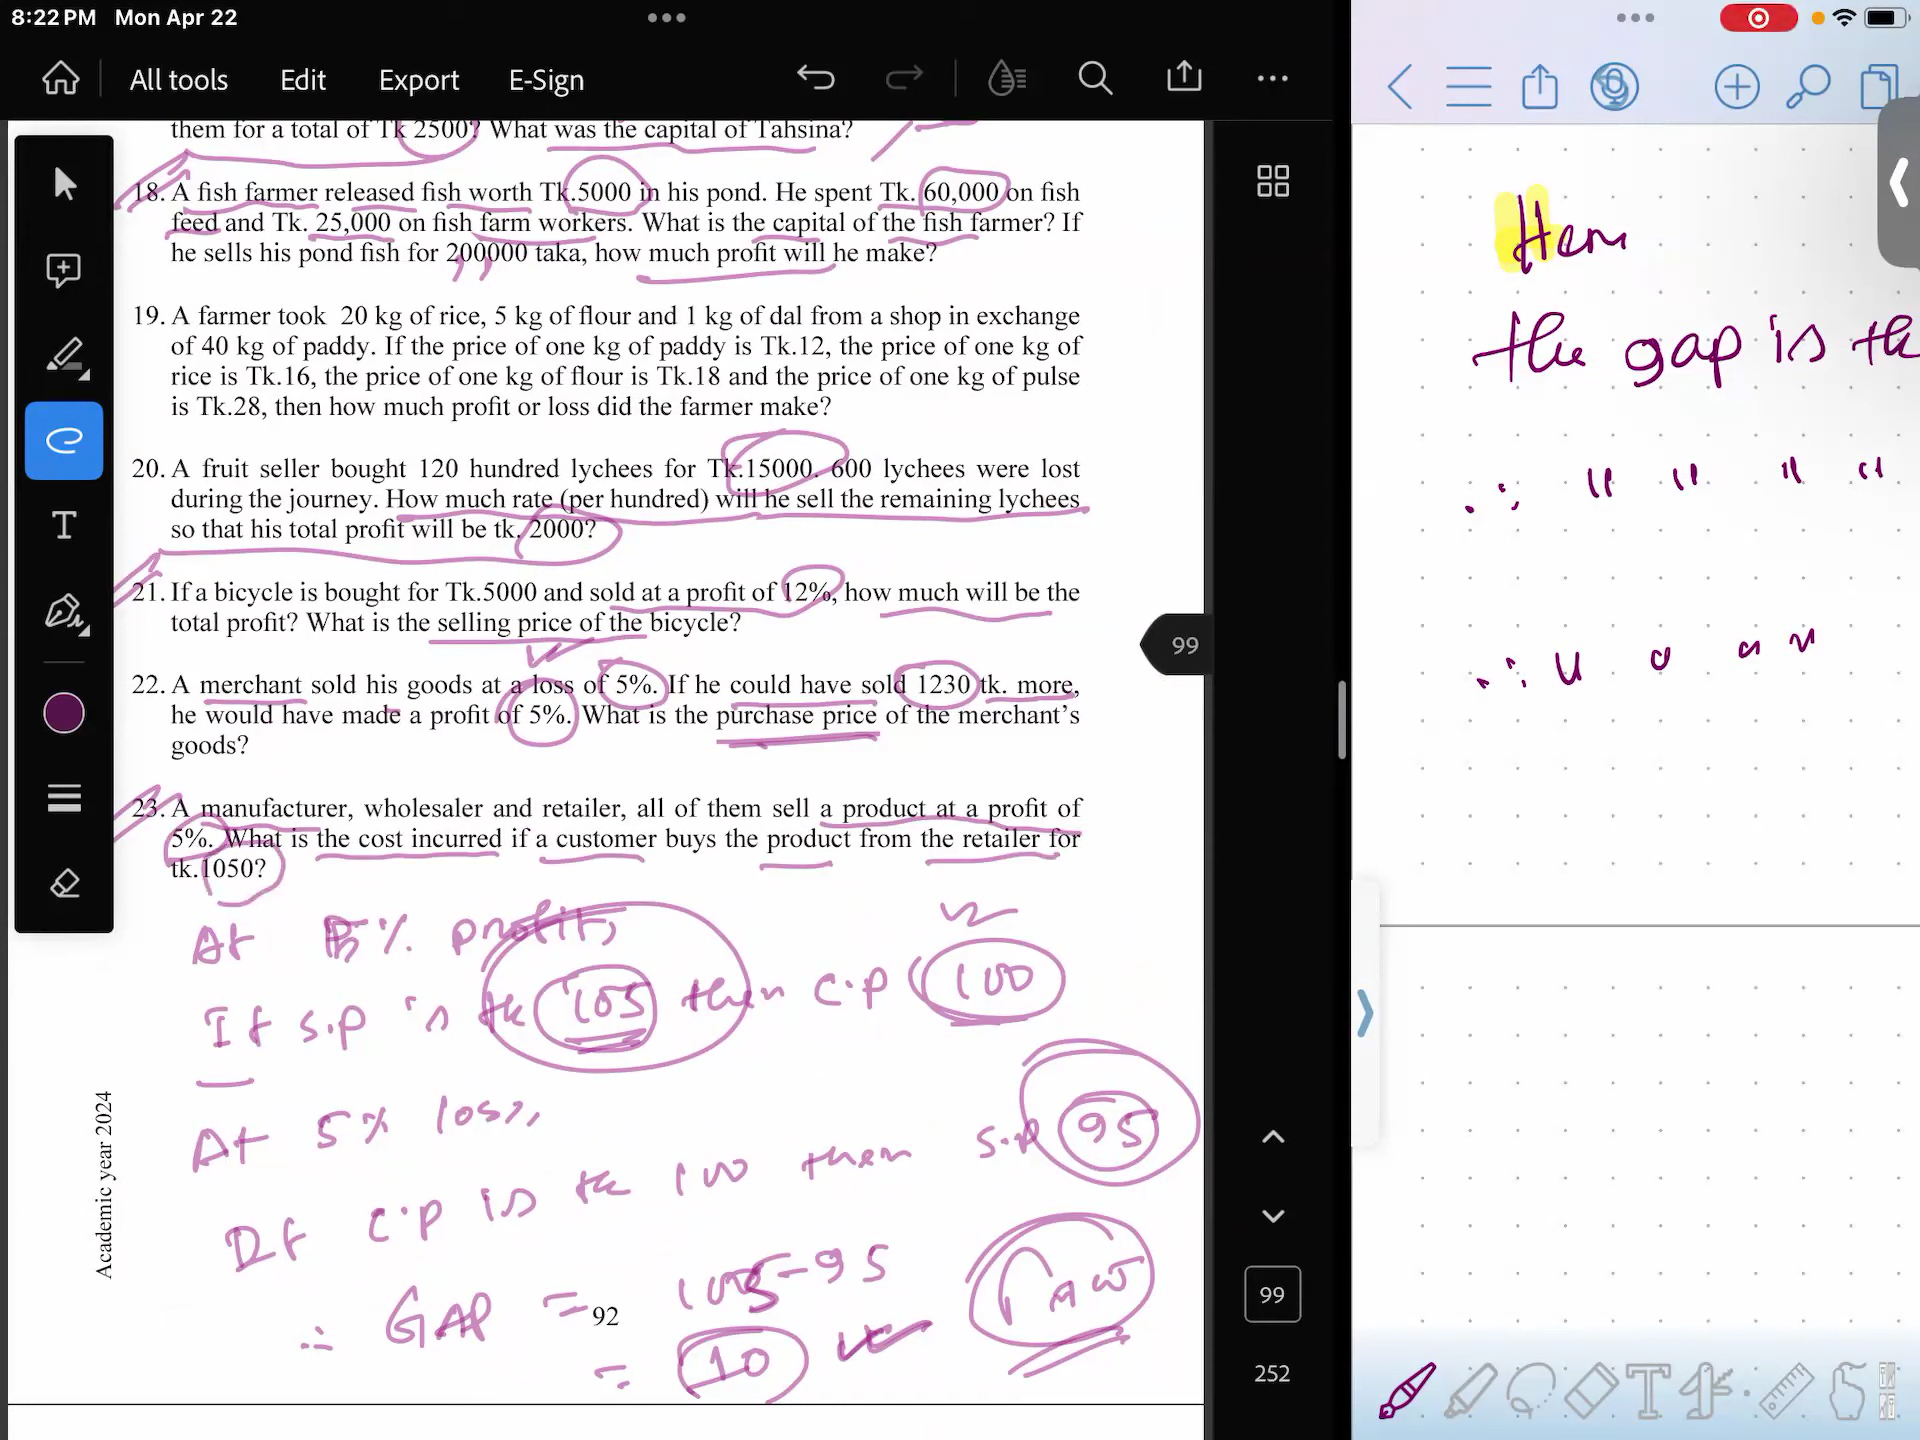 8:22 PM Mon Apr 22
All tools Edit Export E-Sign
them for a total of Tk 2500? What was the capital of Tahsina?
18. A fish farmer released fish worth Tk.5000 in his pond. He spent Tk. 60,000 on fish
feed and Tk. 25,000 on fish farm workers. What is the capital of the fish farmer? If
he sells his pond fish for 200000 taka, how much profit will he make?
19. A farmer took 20 kg of rice, 5 kg of flour and 1 kg of dal from a shop in exchange
of 40 kg of paddy. If the price of one kg of paddy is Tk.12, the price of one kg of
rice is Tk.16, the price of one kg of flour is Tk.18 and the price of one kg of pulse
is Tk.28, then how much profit or loss did the farmer make?
20. A fruit seller bought 120 hundred lychees for Tk.15000. 600 lychees were lost
during the journey. How much rate (per hundred) will he sell the remaining lychees
so that his total profit will be tk. 2000?
21. If a bicycle is bought for Tk.5000 and sold at a profit of 12%, how much will be the
total profit? What is the selling price of the bicycle?
22. A merchant sold his goods at a loss of 5%. If he could have sold 1230 tk. more,
he would have made a profit of 5%. What is the purchase price of the merchant's
goods?
23. A manufacturer, wholesaler and retailer, all of them sell a product at a profit of
5%. What is the cost incurred if a customer buys the product from the retailer for
tk.1050?
At 5% profit,
If s.p is tk 105 then c.p 100
At 5% loss,
If c.p is tk 100 then s.p 95
∴ GAP = 105-95
= 10
92
Academic year 2024
99
99
252
the gap is tk
∴ " " " "